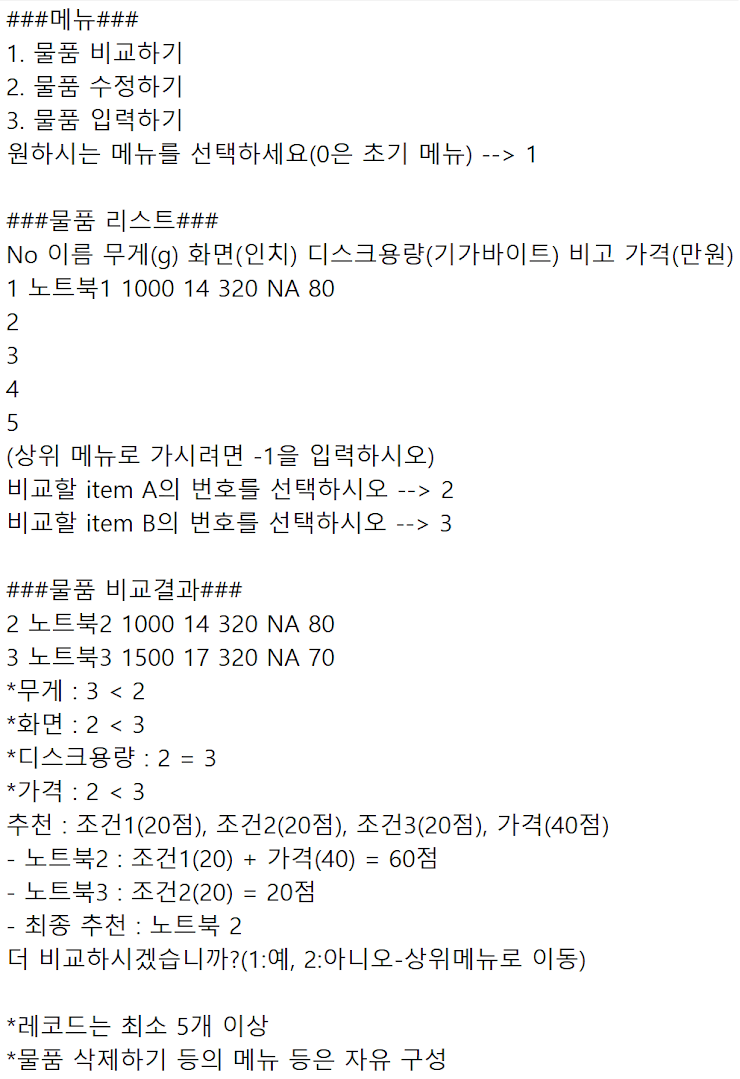 ###메뉴###
1. 물품 비교하기
2. 물품 수정하기
3. 물품 입력하기
원하시는 메뉴를 선택하세요(0은 초기 메뉴) --> 1
###물품 리스트###
No 이름 무게(g) 화면(인치) 디스크용량(기가바이트) 비고 가격(만원)
1 노트북1 1000 14 320 NA 80
2
3
4
5
(상위 메뉴로 가시려면 -1을 입력하시오)
비교할 item A의 번호를 선택하시오 --> 2
비교할 item B의 번호를 선택하시오 --> 3
###물품 비교결과###
2 노트북2 1000 14 320 NA 80
3 노트북3 1500 17 320 NA 70
*무게 : 3 < 2
*화면 : 2 < 3
*디스크용량 : 2 = 3
*가격 : 2 < 3
추천 : 조건1(20점), 조건2(20점), 조건3(20점), 가격(40점)
- 노트북2 : 조건1(20) + 가격(40) = 60점
- 노트북3 : 조건2(20) = 20점
- 최종 추천 : 노트북 2
더 비교하시겠습니까?(1:예, 2:아니오-상위메뉴로 이동)
*레코드는 최소 5개 이상
*물품 삭제하기 등의 메뉴 등은 자유 구성